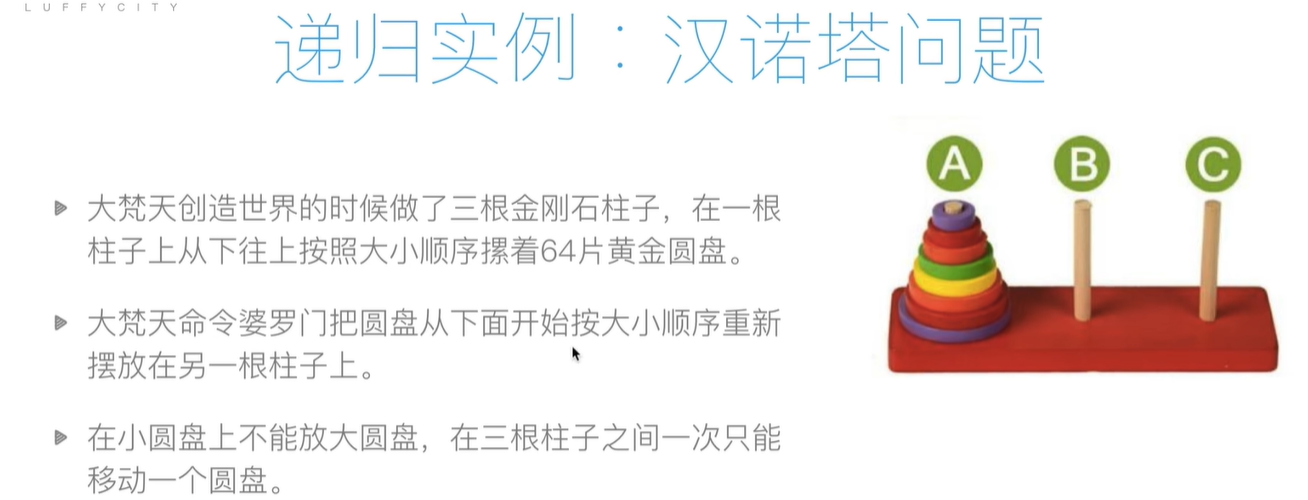 LUFFYCITY
递归实例：汉诺塔问题
A B C
大梵天创造世界的时候做了三根金刚石柱子，在一根
柱子上从下往上按照大小顺序摞着64片黄金圆盘。
大梵天命令婆罗门把圆盘从下面开始按大小顺序重新
摆放在另一根柱子上。
在小圆盘上不能放大圆盘，在三根柱子之间一次只能
移动一个圆盘。